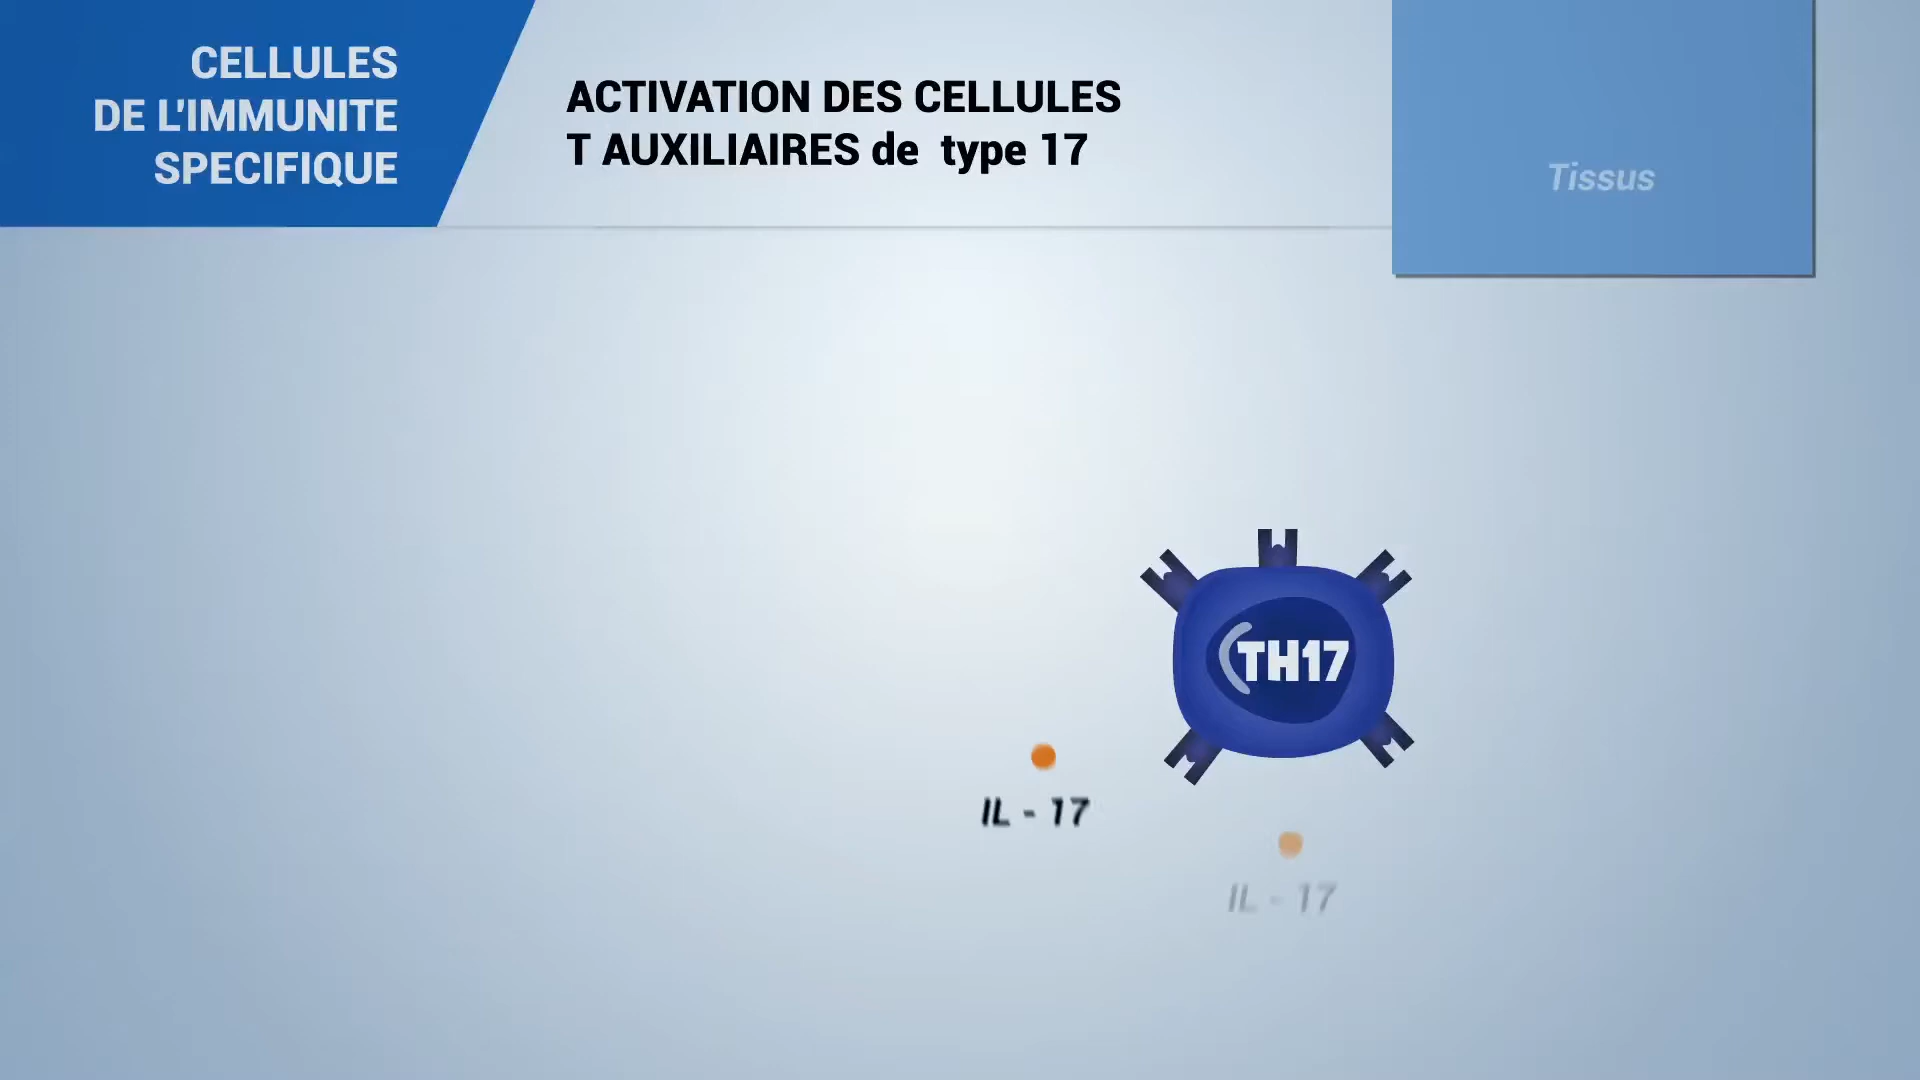 CELLULES
DE L'IMMUNITE
SPECIFIQUE
ACTIVATION DES CELLULES
T AUXILIAIRES de type 17
Tissus
TH17
IL - 17
IL - 17